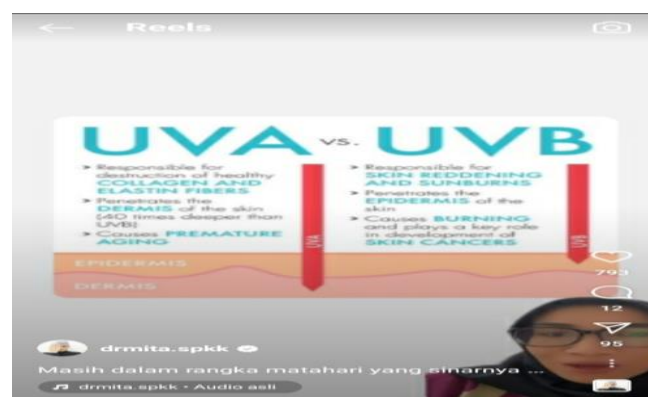 Reels
UVA vs. UVB
➤ Responsible for
destruction of healthy
COLLAGEN AND
ELASTIN FIBERS
➤ Penetrates the
DERMIS of the skin
(40 times deeper than
UVB)
➤ Causes PREMATURE
AGING
UVA
➤ Responsible for
SKIN REDDENING
AND SUNBURNS
➤ Penetrates the
EPIDERMIS of the
skin
➤ Causes BURNING
and plays a key role
in development of
SKIN CANCERS
UVB
EPIDERMIS
DERMIS
793
12
95
drmita.spkk
Masih dalam rangka matahari yang sinarnya ...
drmita.spkk • Audio asli